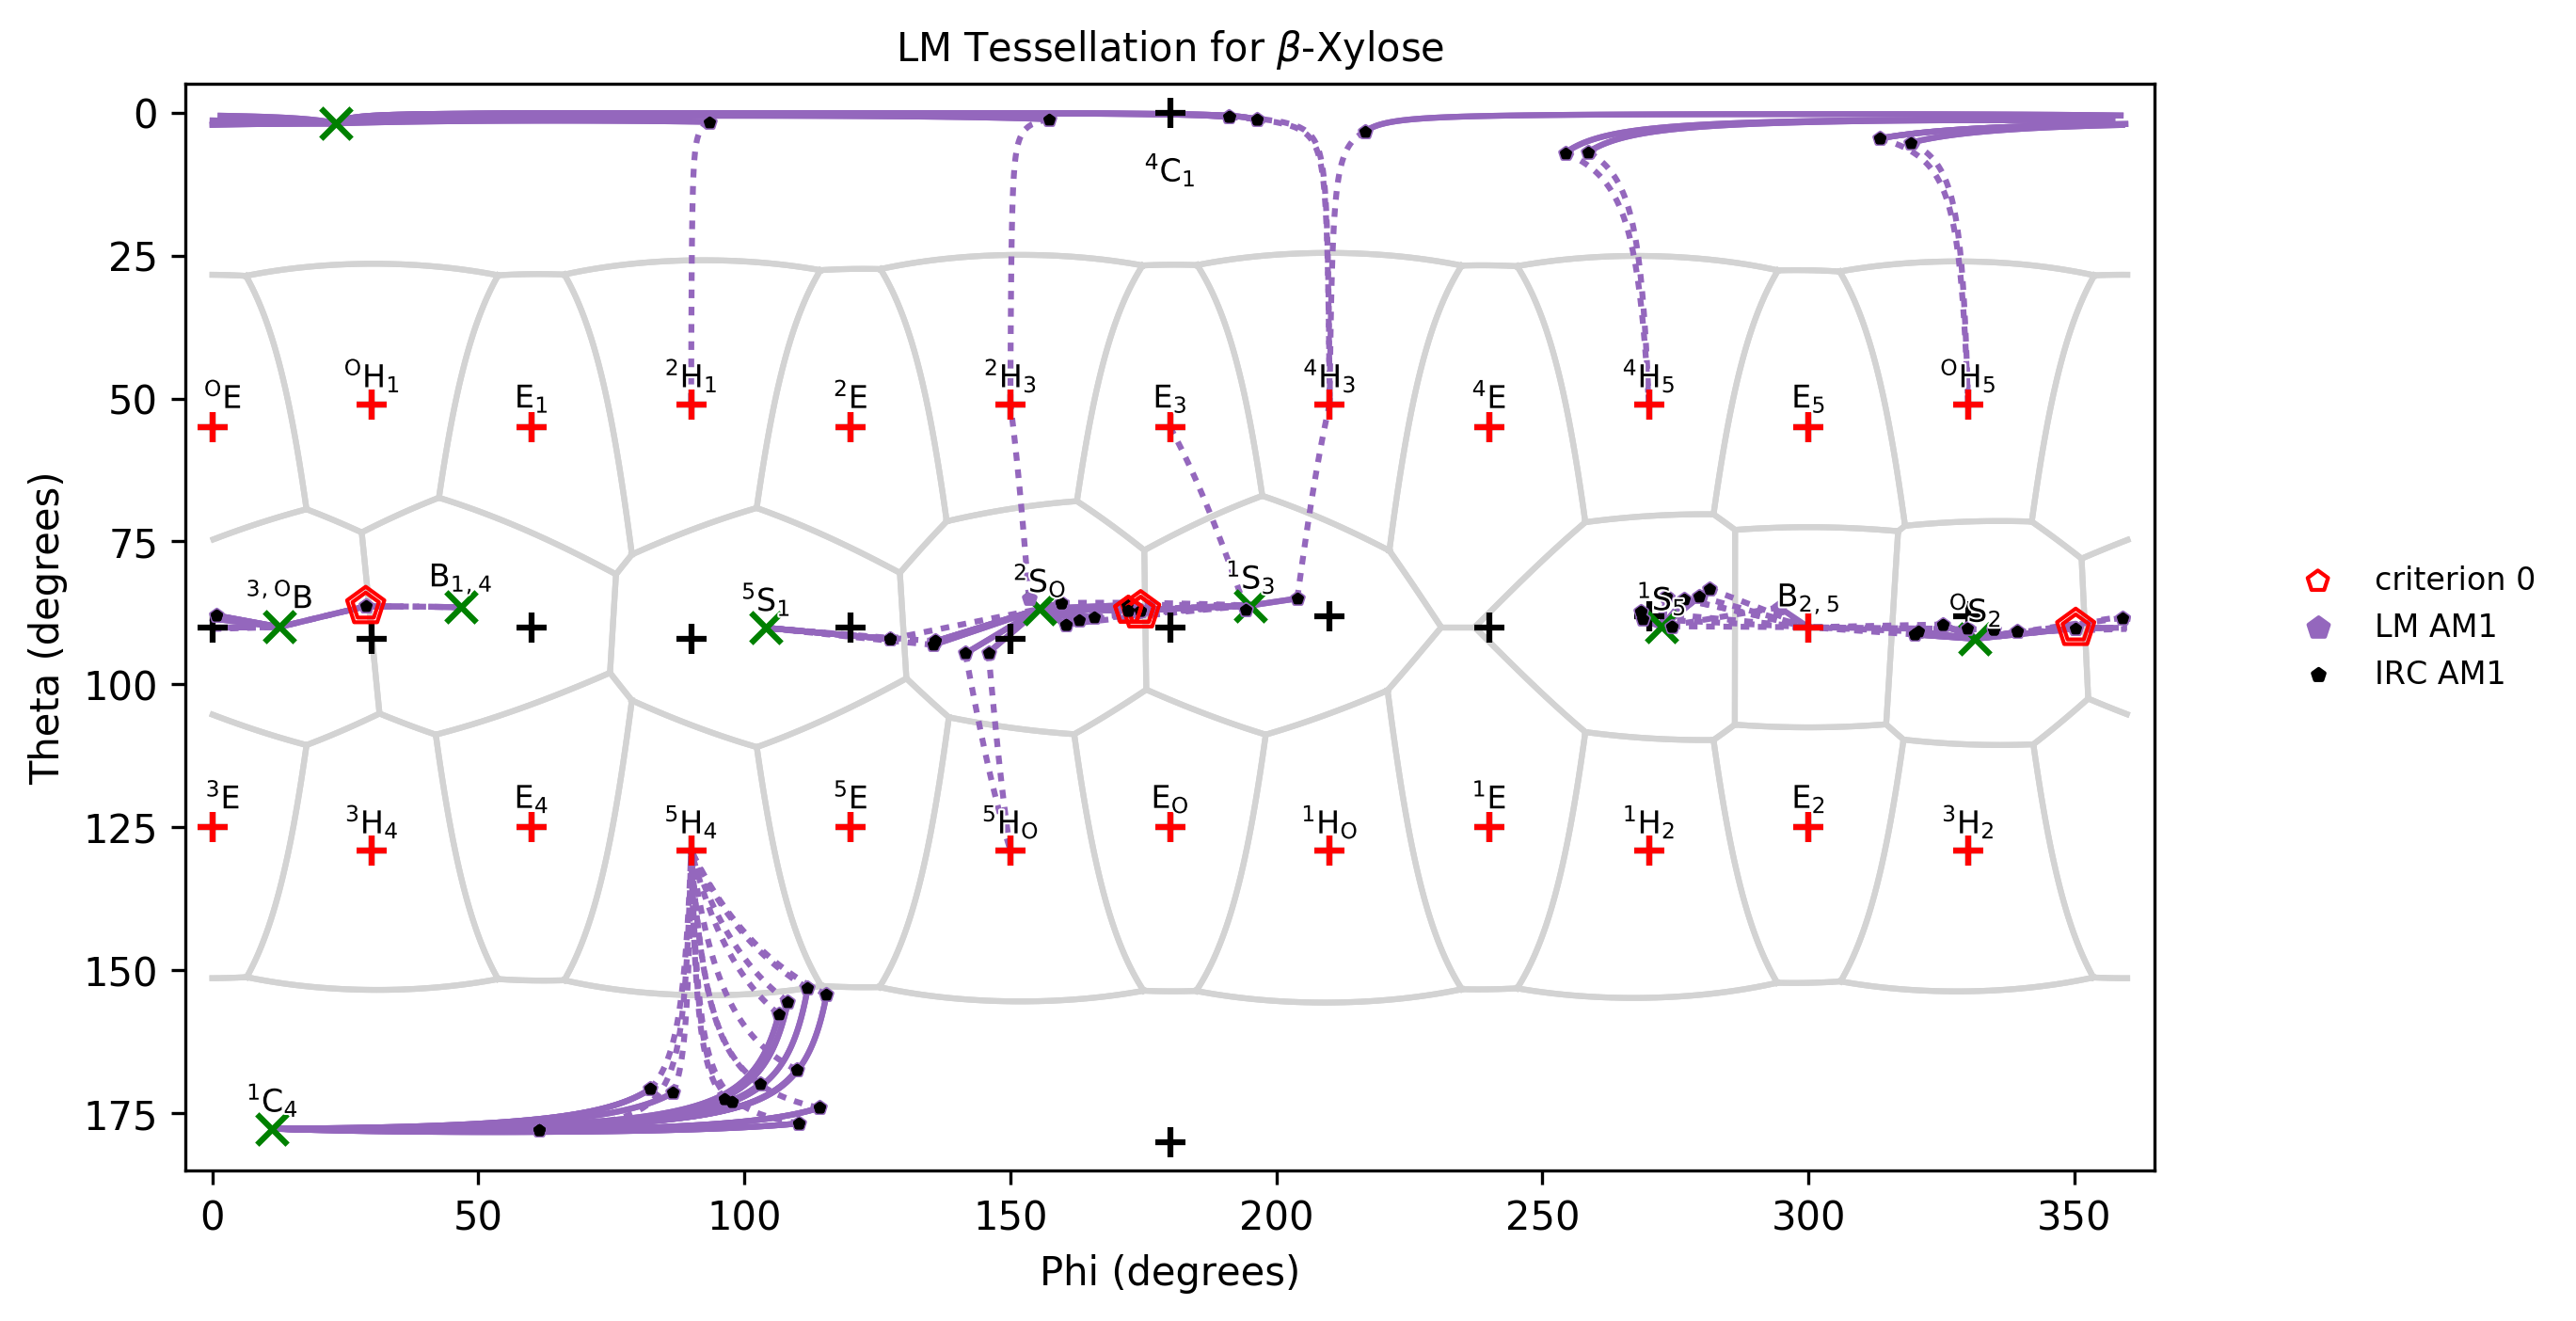 LM Tessellation for β-Xylose
Theta (degrees)
0
25
50
75
100
125
150
175
⁴C₁
ᴼE
ᴼH₁
E₁
²H₁
²E
²H₃
E₃
⁴H₃
⁴E
⁴H₅
E₅
ᴼH₅
³,ᴼB
B₁,₄
⁵S₁
²Sₒ
¹S₃
¹S₅
B₂,₅
ᴼS₂
³E
³H₄
E₄
⁵H₄
⁵E
⁵Hₒ
Eₒ
¹Hₒ
¹E
¹H₂
E₂
³H₂
¹C₄
0
50
100
150
200
250
300
350
Phi (degrees)
criterion 0
LM AM1
IRC AM1